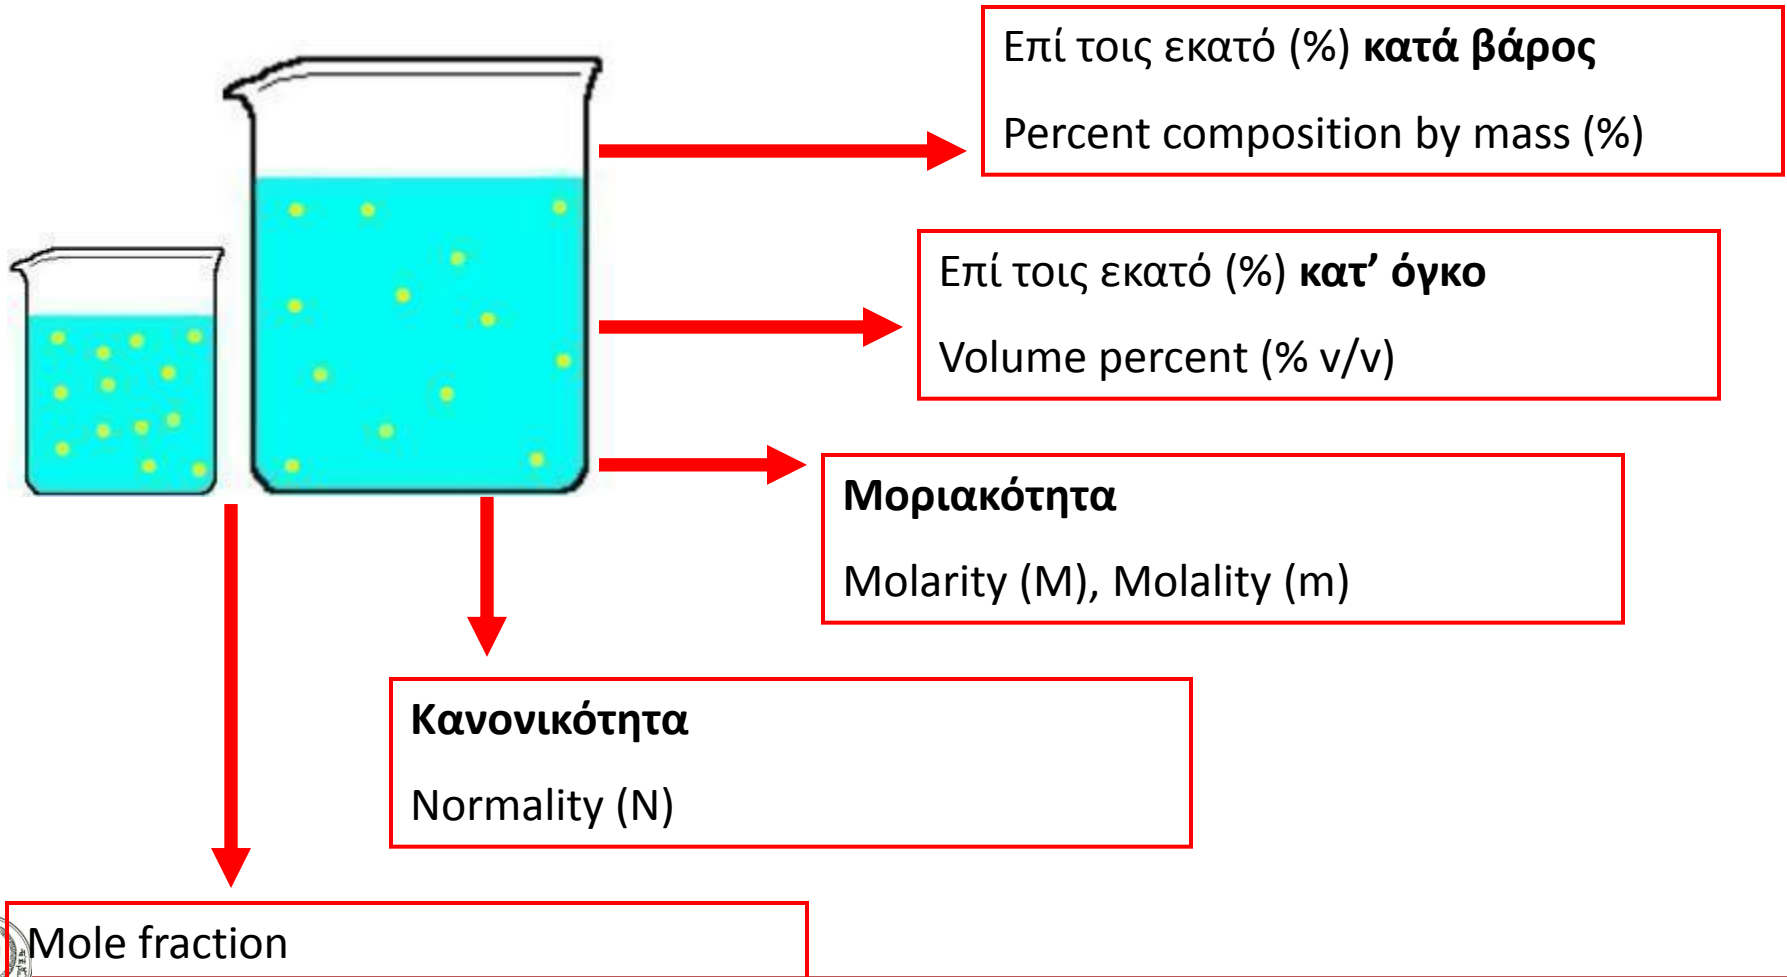 Επί τοις εκατό (%) κατά βάρος
Percent composition by mass (%)
Επί τοις εκατό (%) κατ’ όγκο
Volume percent (% v/v)
Μοριακότητα
Molarity (M), Molality (m)
Κανονικότητα
Normality (N)
Mole fraction